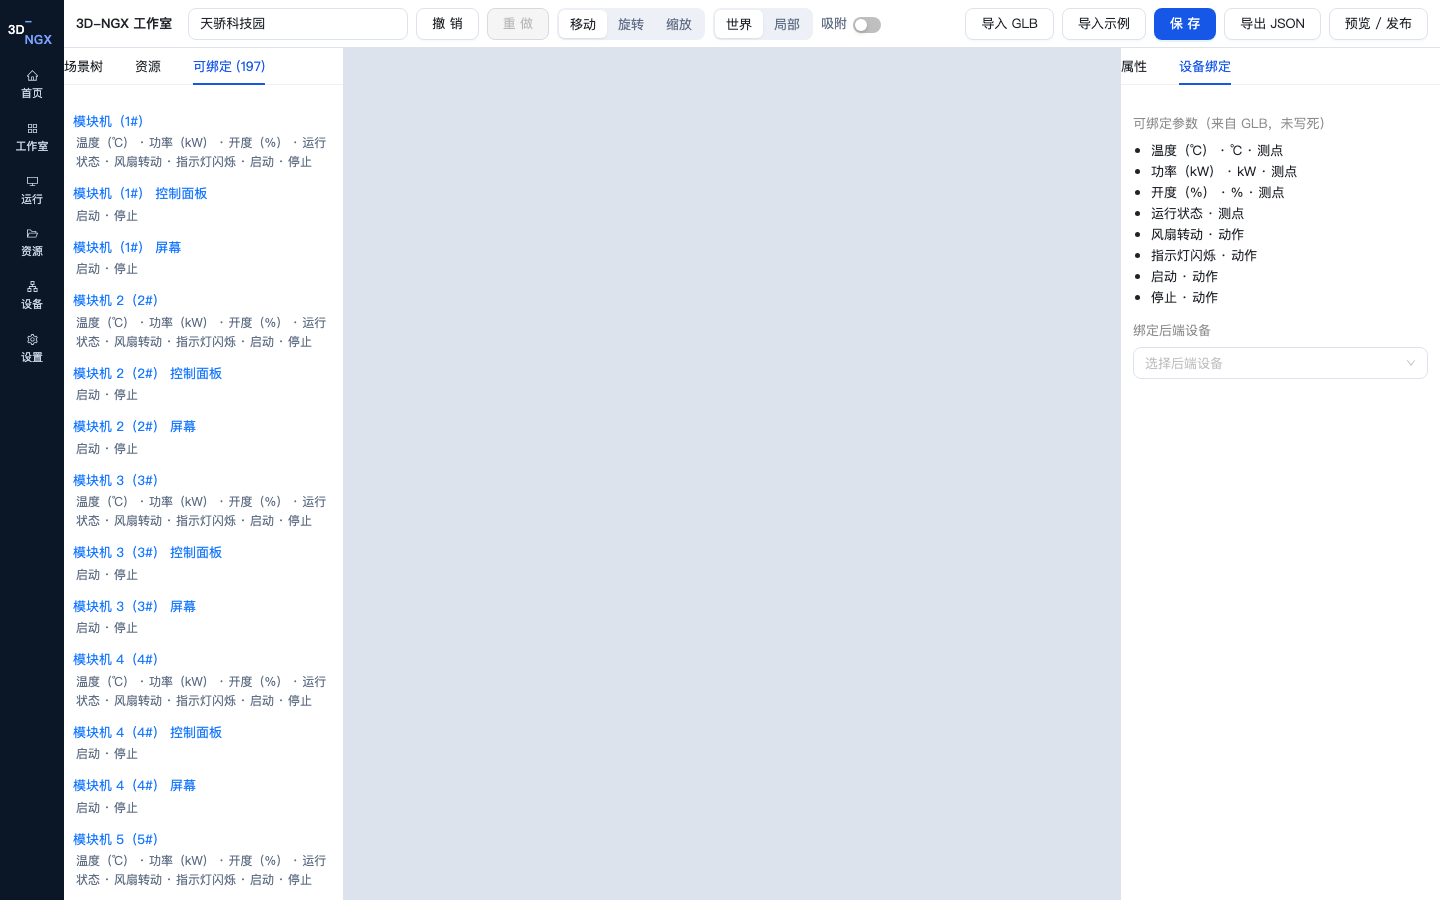 3D-NGX
首页
工作室
运行
资源
设备
设置
3D-NGX 工作室
天骄科技园
撤 销
重 做
移动
旋转
缩放
世界
局部
吸附
导入 GLB
导入示例
保 存
导出 JSON
预览 / 发布
场景树
资源
可绑定 (197)
模块机（1#）
温度（℃） · 功率（kW） · 开度（%） · 运行
状态 · 风扇转动 · 指示灯闪烁 · 启动 · 停止
模块机（1#） 控制面板
启动 · 停止
模块机（1#） 屏幕
启动 · 停止
模块机 2（2#）
温度（℃） · 功率（kW） · 开度（%） · 运行
状态 · 风扇转动 · 指示灯闪烁 · 启动 · 停止
模块机 2（2#） 控制面板
启动 · 停止
模块机 2（2#） 屏幕
启动 · 停止
模块机 3（3#）
温度（℃） · 功率（kW） · 开度（%） · 运行
状态 · 风扇转动 · 指示灯闪烁 · 启动 · 停止
模块机 3（3#） 控制面板
启动 · 停止
模块机 3（3#） 屏幕
启动 · 停止
模块机 4（4#）
温度（℃） · 功率（kW） · 开度（%） · 运行
状态 · 风扇转动 · 指示灯闪烁 · 启动 · 停止
模块机 4（4#） 控制面板
启动 · 停止
模块机 4（4#） 屏幕
启动 · 停止
模块机 5（5#）
温度（℃） · 功率（kW） · 开度（%） · 运行
状态 · 风扇转动 · 指示灯闪烁 · 启动 · 停止
属性
设备绑定
可绑定参数（来自 GLB，未写死）
温度（℃） · ℃ · 测点
功率（kW） · kW · 测点
开度（%） · % · 测点
运行状态 · 测点
风扇转动 · 动作
指示灯闪烁 · 动作
启动 · 动作
停止 · 动作
绑定后端设备
选择后端设备